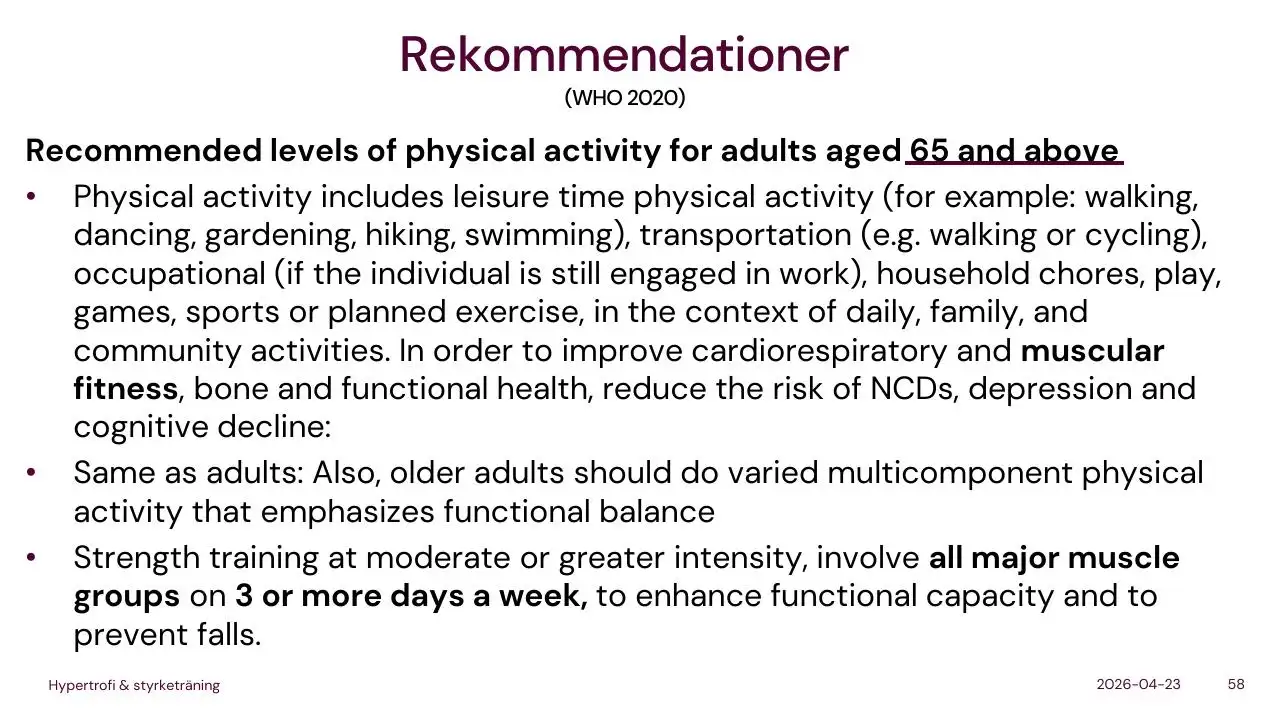 Rekommendationer
(WHO 2020)
Recommended levels of physical activity for adults aged 65 and above
• Physical activity includes leisure time physical activity (for example: walking,
dancing, gardening, hiking, swimming), transportation (e.g. walking or cycling),
occupational (if the individual is still engaged in work), household chores, play,
games, sports or planned exercise, in the context of daily, family, and
community activities. In order to improve cardiorespiratory and muscular
fitness, bone and functional health, reduce the risk of NCDs, depression and
cognitive decline:
• Same as adults: Also, older adults should do varied multicomponent physical
activity that emphasizes functional balance
• Strength training at moderate or greater intensity, involve all major muscle
groups on 3 or more days a week, to enhance functional capacity and to
prevent falls.
Hypertrofi & styrketräning
2026-04-23
58